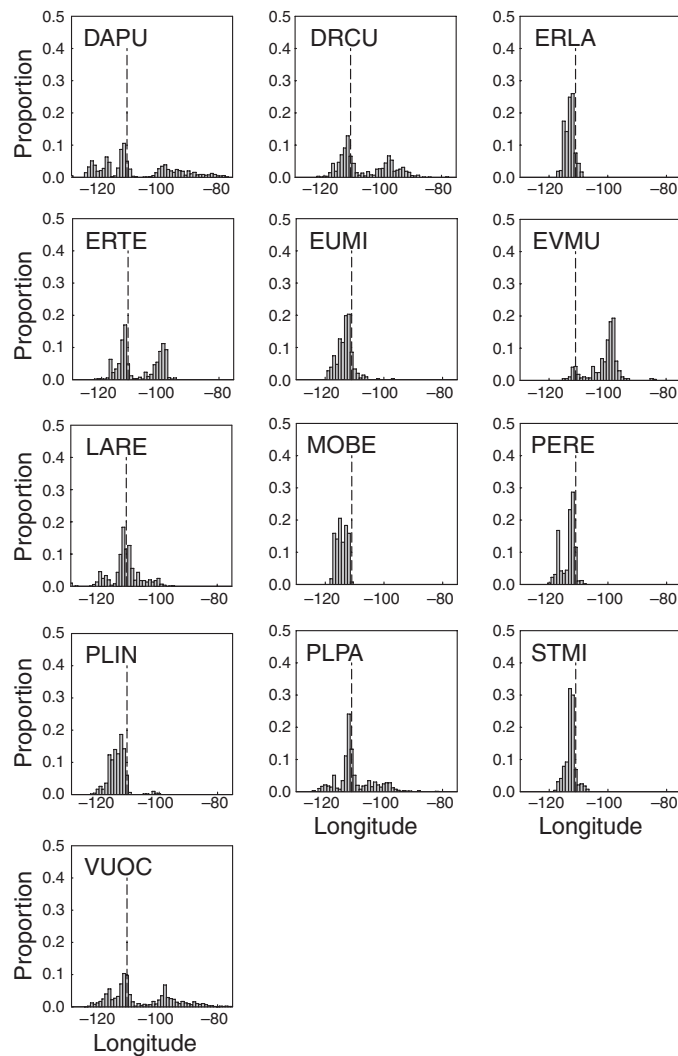 DAPU
Proportion
0.5
0.4
0.3
0.2
0.1
0.0
−120 −100 −80
DRCU
0.5
0.4
0.3
0.2
0.1
0.0
−120 −100 −80
ERLA
0.5
0.4
0.3
0.2
0.1
0.0
−120 −100 −80
ERTE
Proportion
0.5
0.4
0.3
0.2
0.1
0.0
−120 −100 −80
EUMI
0.5
0.4
0.3
0.2
0.1
0.0
−120 −100 −80
EVMU
0.5
0.4
0.3
0.2
0.1
0.0
−120 −100 −80
LARE
Proportion
0.5
0.4
0.3
0.2
0.1
0.0
−120 −100 −80
MOBE
0.5
0.4
0.3
0.2
0.1
0.0
−120 −100 −80
PERE
0.5
0.4
0.3
0.2
0.1
0.0
−120 −100 −80
PLIN
Proportion
0.5
0.4
0.3
0.2
0.1
0.0
−120 −100 −80
PLPA
0.5
0.4
0.3
0.2
0.1
0.0
−120 −100 −80
Longitude
STMI
0.5
0.4
0.3
0.2
0.1
0.0
−120 −100 −80
Longitude
VUOC
Proportion
0.5
0.4
0.3
0.2
0.1
0.0
−120 −100 −80
Longitude